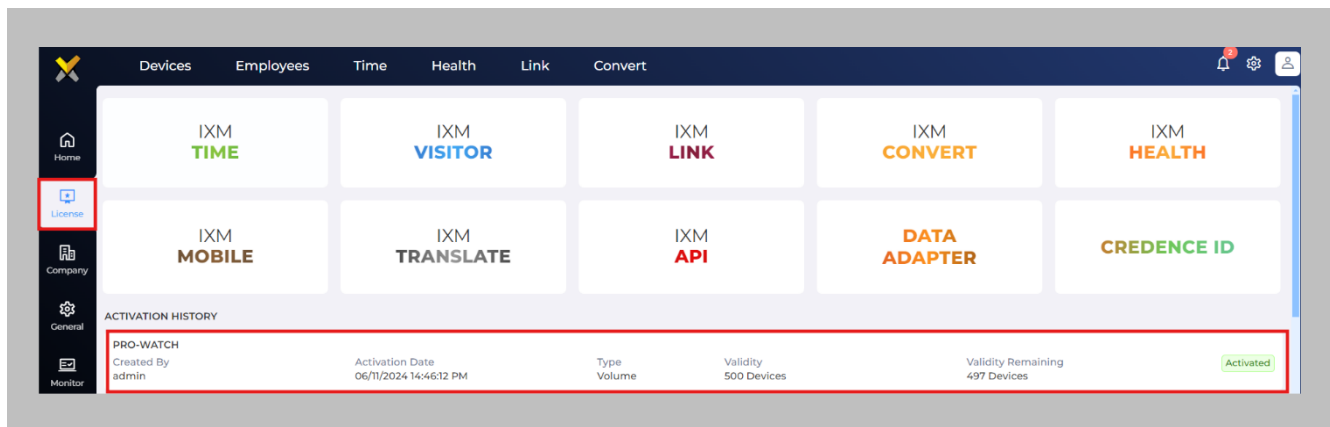 Devices Employees Time Health Link Convert 2
Home
License
Company
General
Monitor
IXM
TIME
IXM
VISITOR
IXM
LINK
IXM
CONVERT
IXM
HEALTH
IXM
MOBILE
IXM
TRANSLATE
IXM
API
DATA
ADAPTER
CREDENCE ID
ACTIVATION HISTORY
PRO-WATCH
Created By Activation Date Type Validity Validity Remaining Activated
admin 06/11/2024 14:46:12 PM Volume 500 Devices 497 Devices